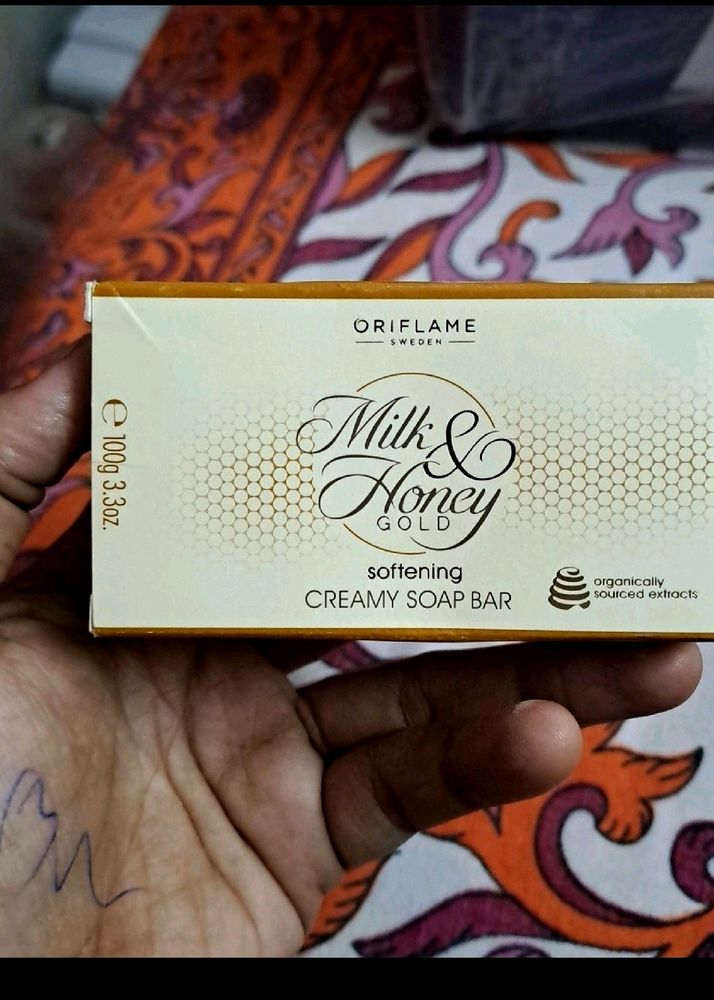 ORIFLAME
SWEDEN
Milk &
Honey
GOLD
softening
CREAMY SOAP BAR
organically
sourced extracts
℮ 100g 3.3oz.